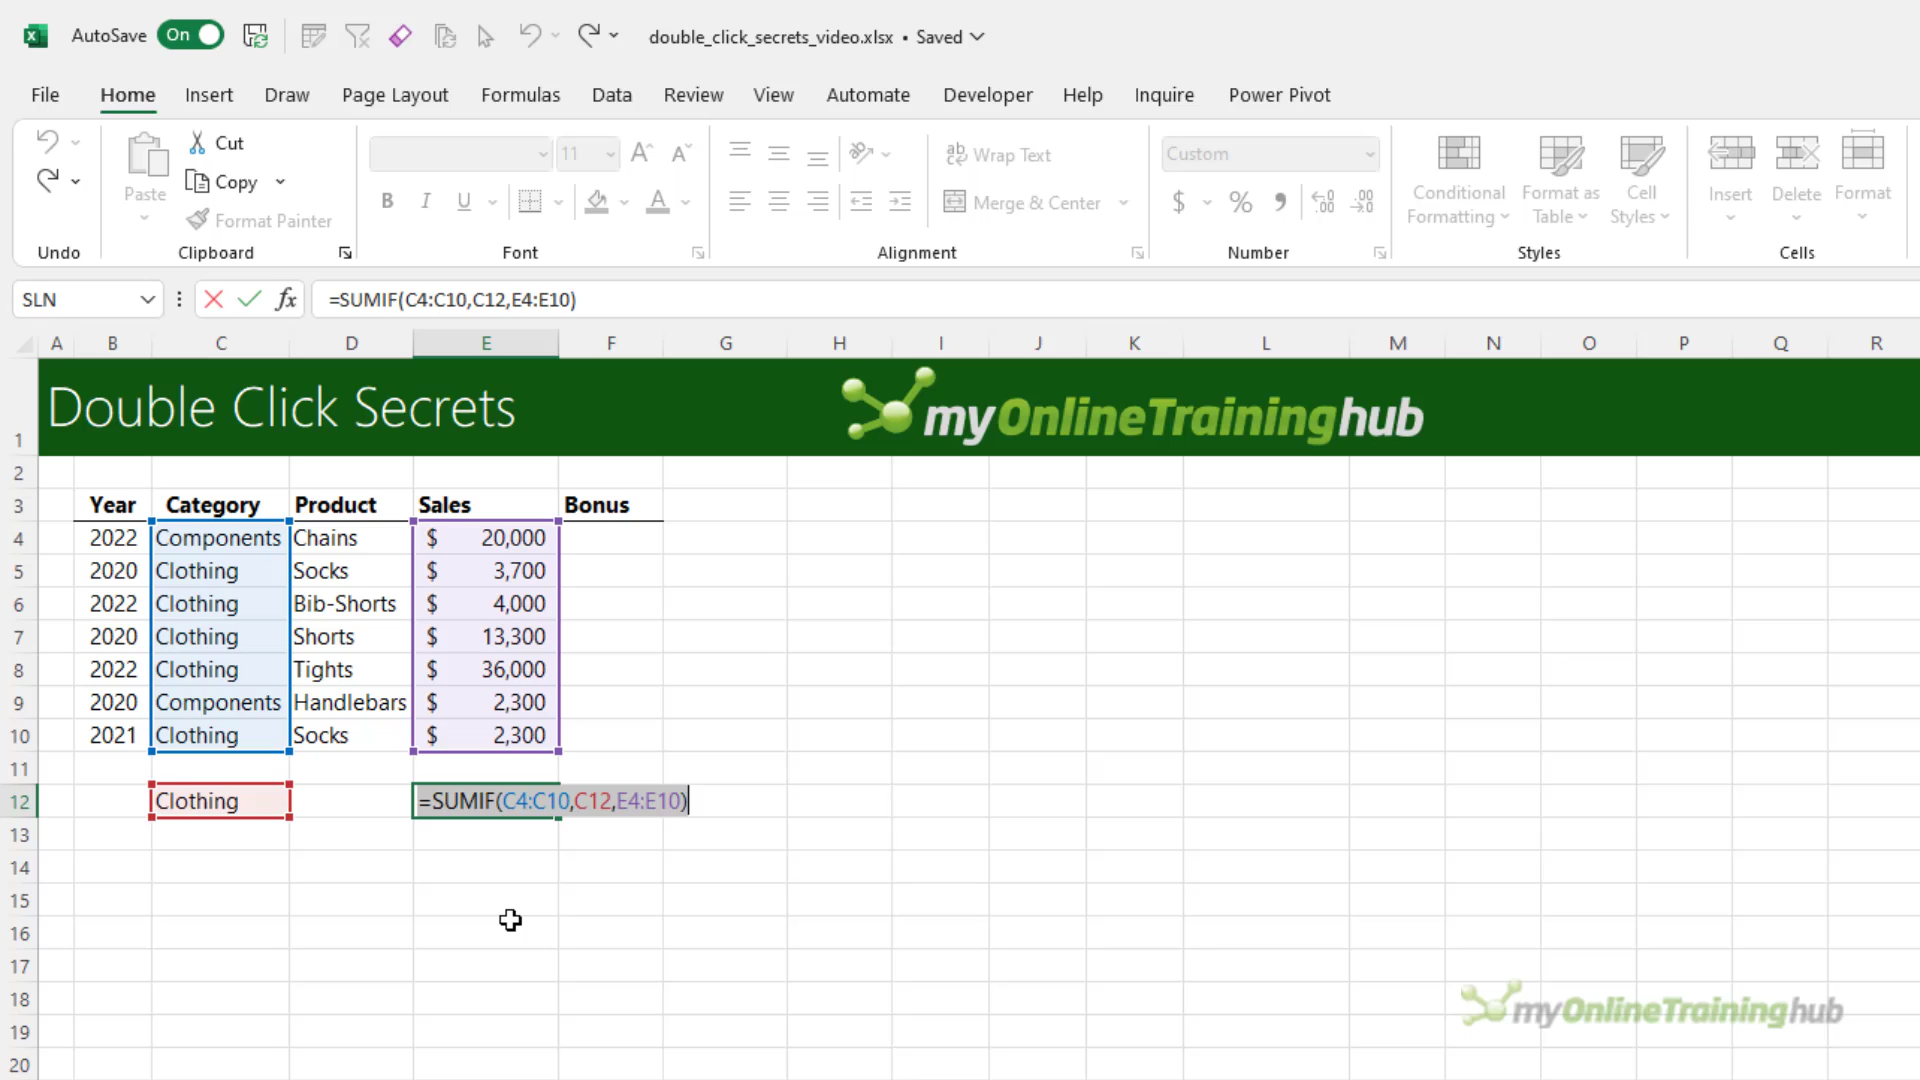 AutoSave On double_click_secrets_video.xlsx • Saved
File Home Insert Draw Page Layout Formulas Data Review View Automate Developer Help Inquire Power Pivot
Paste Cut Copy Format Painter
11
B I U A
Wrap Text
Merge & Center
Custom
$ % 9 .00 .00
Conditional Formatting Format as Table Cell Styles
Insert Delete Format
Undo Clipboard Font Alignment Number Styles Cells
SLN fx =SUMIF(C4:C10,C12,E4:E10)
A B C D E F G H I J K L M N O P Q R
1 Double Click Secrets myOnlineTraininghub
2
3 Year Category Product Sales Bonus
4 2022 Components Chains $ 20,000
5 2020 Clothing Socks $ 3,700
6 2022 Clothing Bib-Shorts $ 4,000
7 2020 Clothing Shorts $ 13,300
8 2022 Clothing Tights $ 36,000
9 2020 Components Handlebars $ 2,300
10 2021 Clothing Socks $ 2,300
11
12 Clothing =SUMIF(C4:C10,C12,E4:E10)
13
14
15
16
17
18
19
20
myOnlineTraininghub